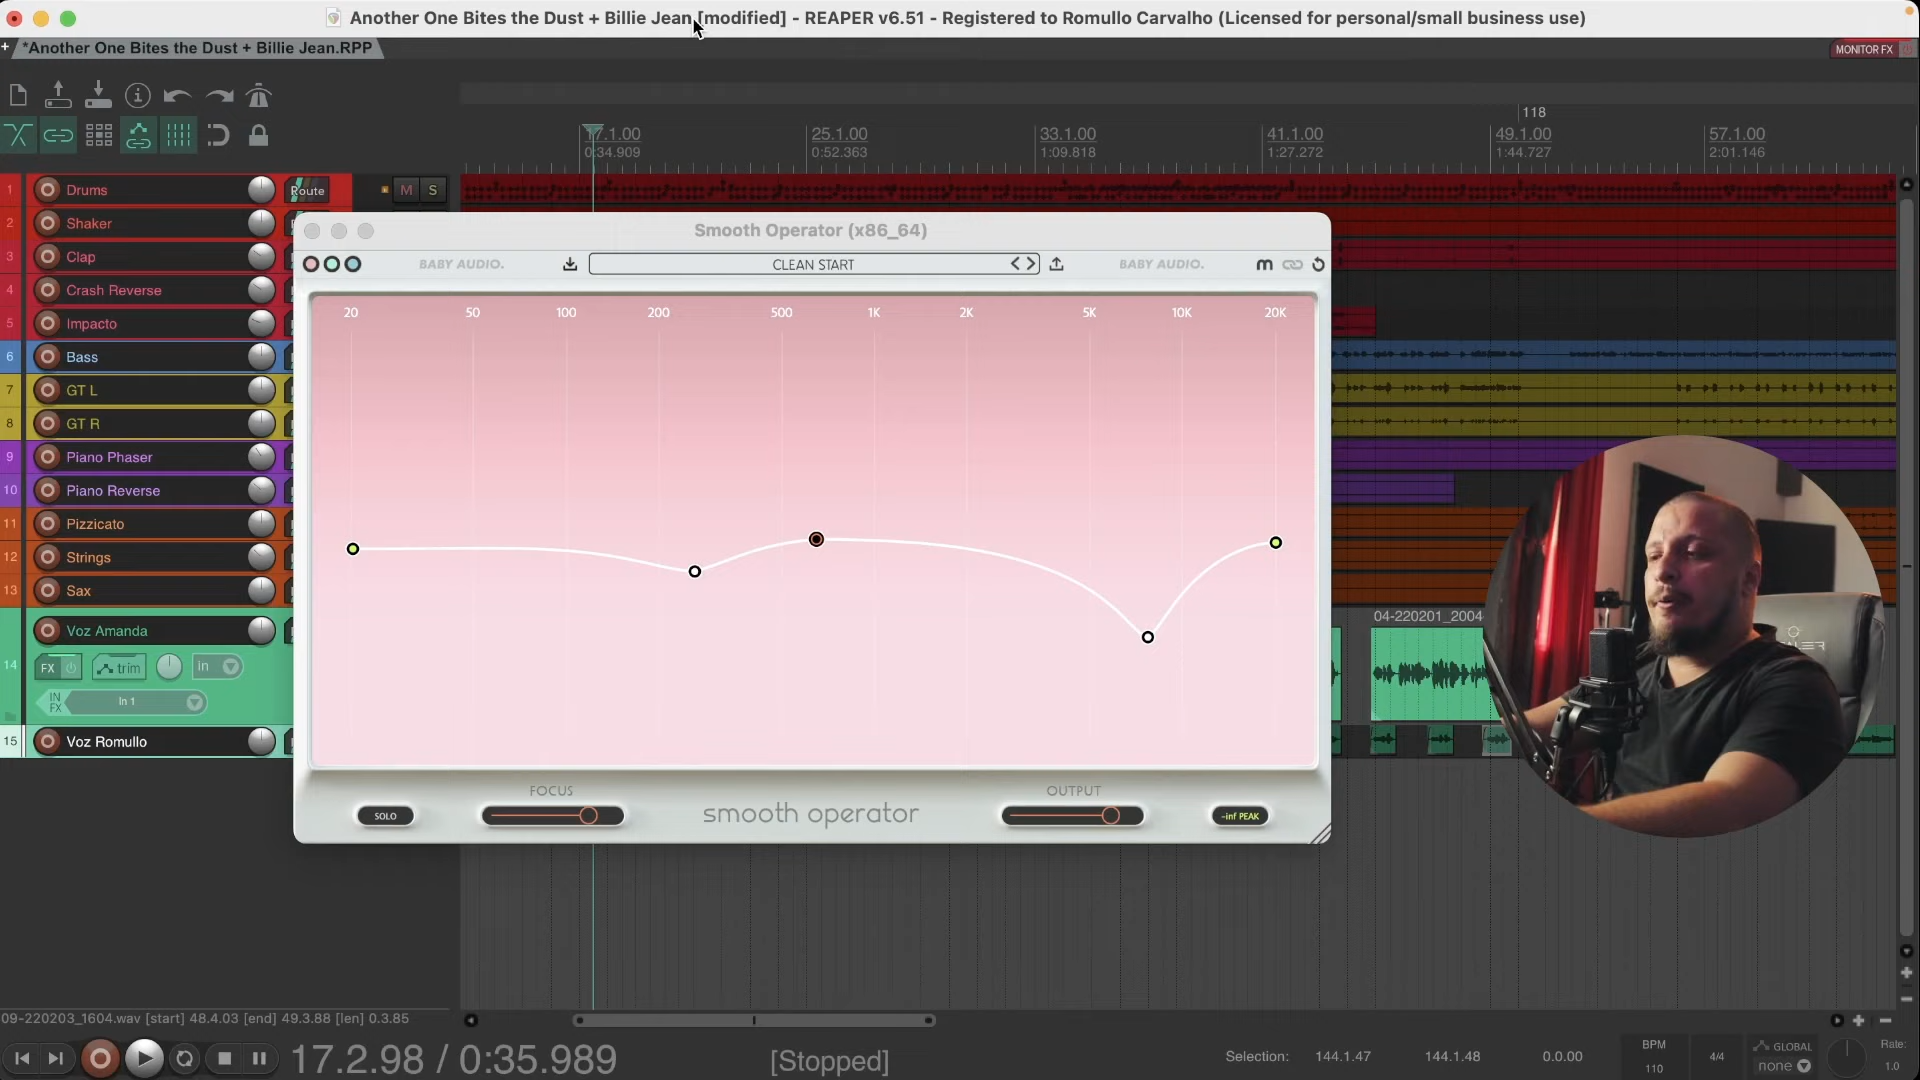 Another One Bites the Dust + Billie Jean [modified] - REAPER v6.51 - Registered to Romullo Carvalho (Licensed for personal/small business use)
*Another One Bites the Dust + Billie Jean.RPP
MONITOR FX
118
17.1.00 25.1.00 33.1.00 41.1.00 49.1.00 57.1.00
0:34.909 0:52.363 1:09.818 1:27.272 1:44.727 2:01.146
1 Drums Route M S
2 Shaker
3 Clap
4 Crash Reverse
5 Impacto
6 Bass
7 GT L
8 GT R
9 Piano Phaser
10 Piano Reverse
11 Pizzicato
12 Strings
13 Sax
14 Voz Amanda
FX trim in
IN FX In 1
15 Voz Romullo
Smooth Operator (x86_64)
BABY AUDIO. CLEAN START BABY AUDIO. m
20 50 100 200 500 1K 2K 5K 10K 20K
FOCUS OUTPUT
SOLO smooth operator -inf PEAK
04-220201_2004
09-220203_1604.wav [start] 48.4.03 [end] 49.3.88 [len] 0.3.85
17.2.98 / 0:35.989 [Stopped]
Selection: 144.1.47 144.1.48 0.0.00
BPM
110
4/4
GLOBAL
none
Rate:
1.0